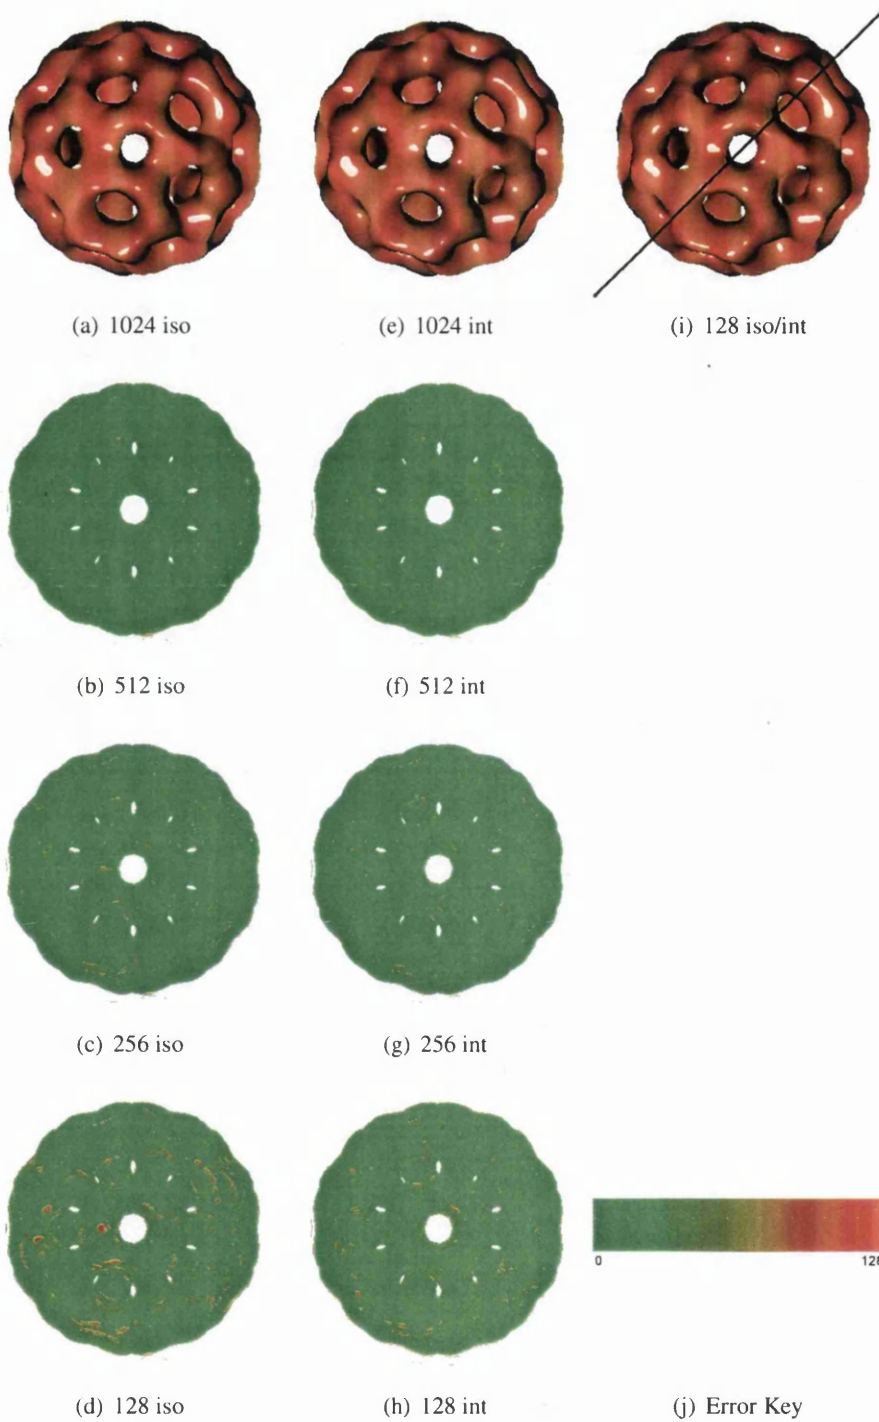 (a) 1024 iso
(e) 1024 int
(i) 128 iso/int
(b) 512 iso
(f) 512 int
(c) 256 iso
(g) 256 int
0
128
(d) 128 iso
(h) 128 int
(j) Error Key